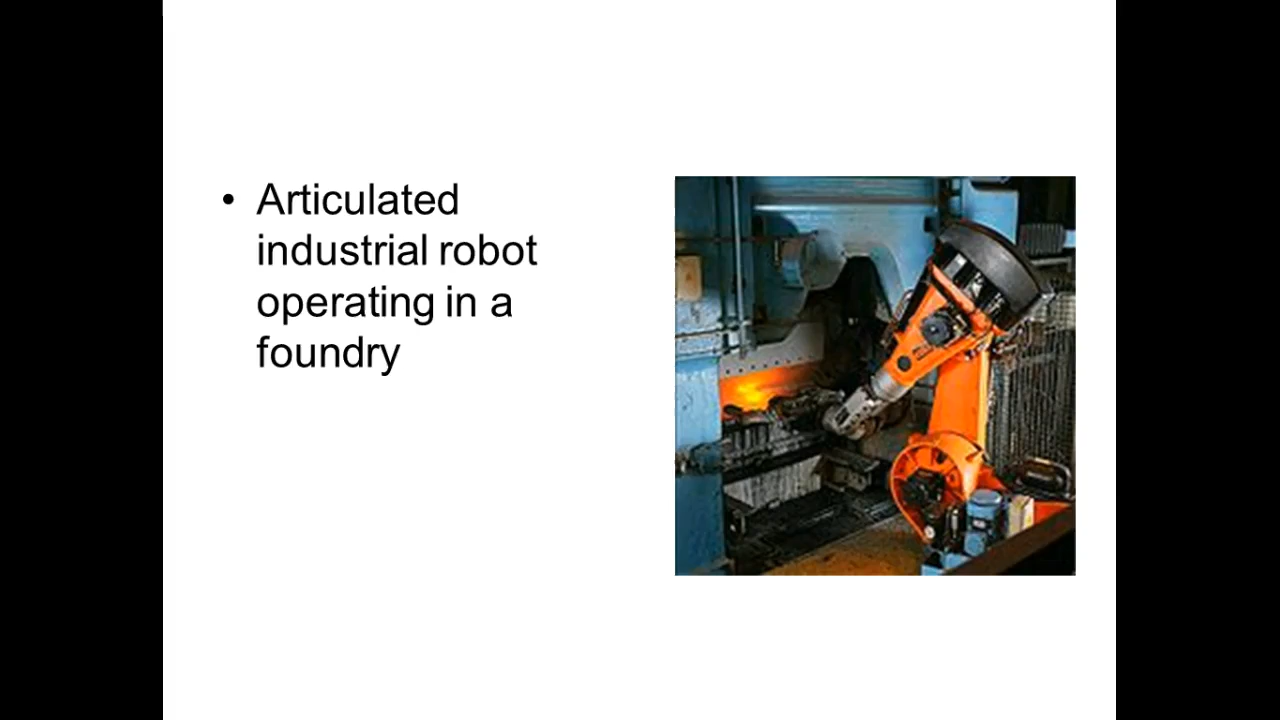 • Articulated
industrial robot
operating in a
foundry